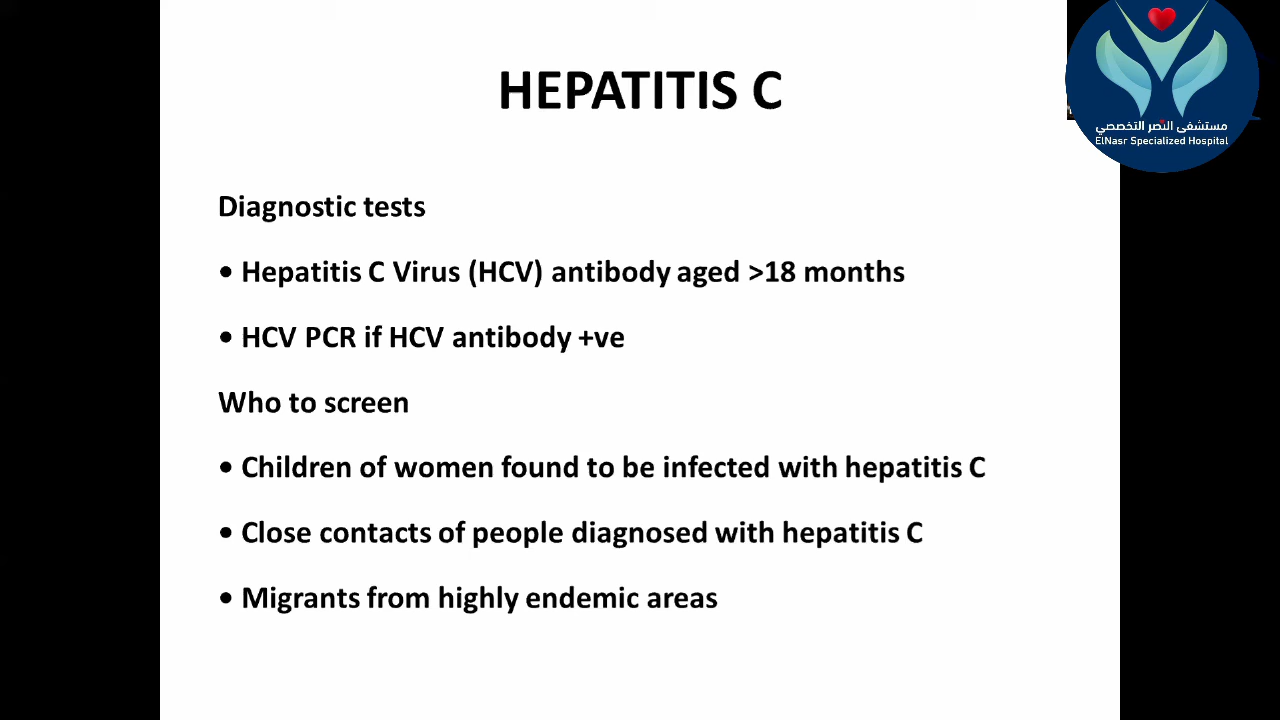 HEPATITIS C
مستشفى النصر التخصصي
ElNasr Specialized Hospital
Diagnostic tests
• Hepatitis C Virus (HCV) antibody aged >18 months
• HCV PCR if HCV antibody +ve
Who to screen
• Children of women found to be infected with hepatitis C
• Close contacts of people diagnosed with hepatitis C
• Migrants from highly endemic areas